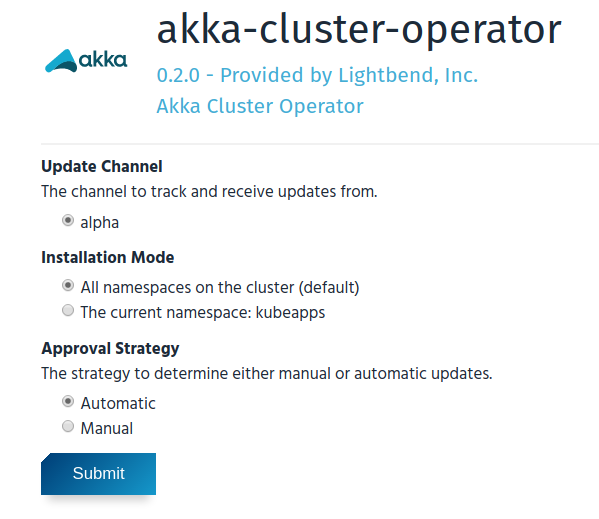 akka-cluster-operator
akka
0.2.0 - Provided by Lightbend, Inc.
Akka Cluster Operator
Update Channel
The channel to track and receive updates from.
alpha
Installation Mode
All namespaces on the cluster (default)
The current namespace: kubeapps
Approval Strategy
The strategy to determine either manual or automatic updates.
Automatic
Manual
Submit